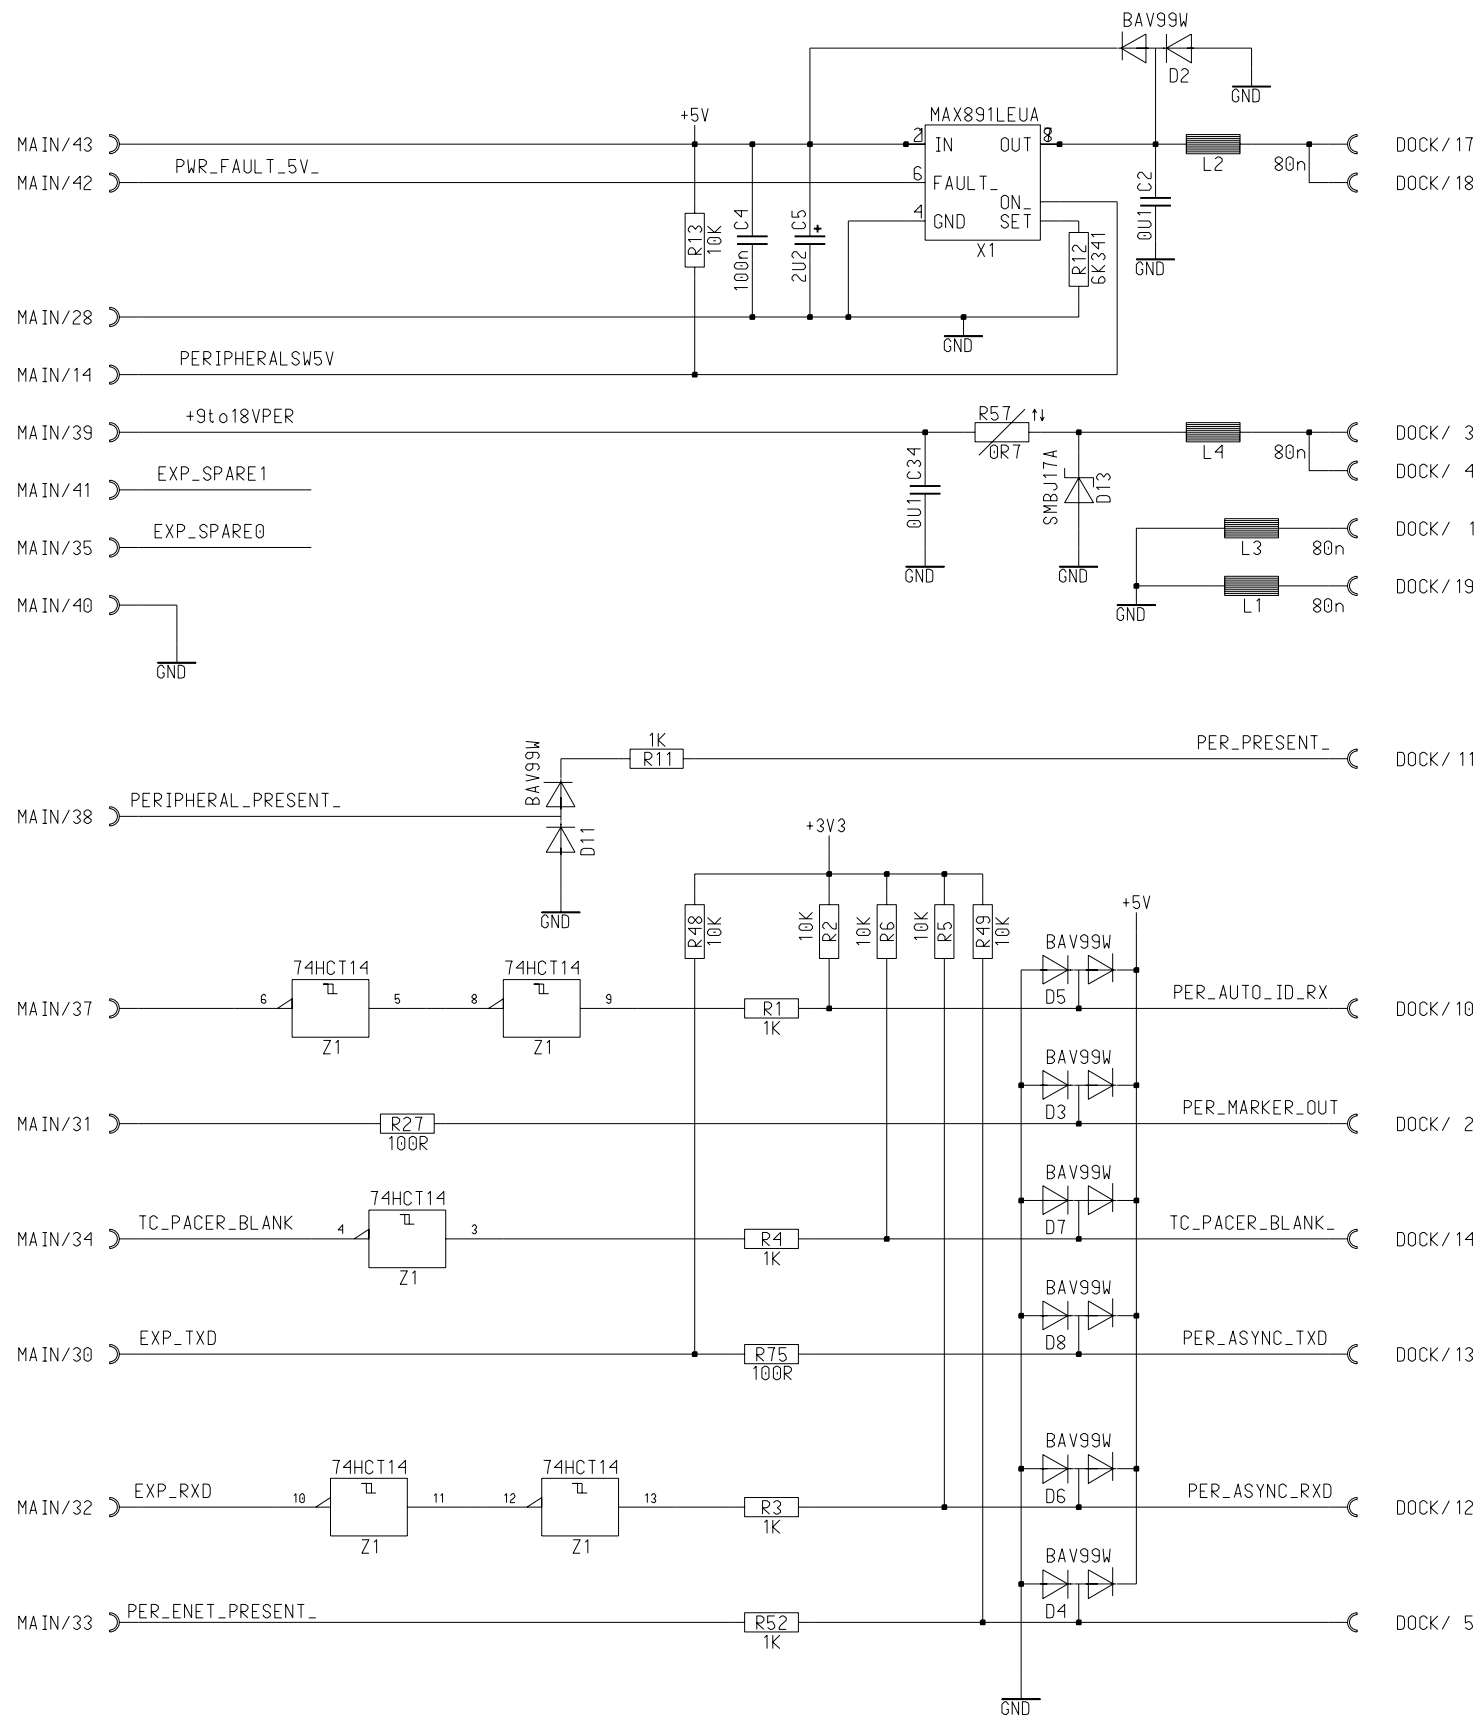 BAV99W
D2
GND
+5V
MAX891LEUA
MAIN/43
2
1
IN
OUT
8
L2
80n
DOCK/17
PWR_FAULT_5V_
MAIN/42
6
FAULT_
DOCK/18
ON_
4
GND
SET
X1
R13
10K
100n
C4
2U2
C5
+
R12
6K341
0U1
C2
GND
MAIN/28
GND
PERIPHERALSW5V
MAIN/14
+9to18VPER
MAIN/39
R57
0R7
L4
80n
DOCK/ 3
DOCK/ 4
EXP_SPARE1
MAIN/41
0U1
C34
GND
SMBJ17A
D13
GND
EXP_SPARE0
MAIN/35
L3
80n
DOCK/ 1
MAIN/40
GND
L1
80n
DOCK/19
GND
1K
R11
PER_PRESENT_
DOCK/11
BAV99W
PERIPHERAL_PRESENT_
MAIN/38
D11
GND
+3V3
R48
10K
10K
R2
10K
R6
10K
R5
R49
10K
+5V
BAV99W
D5
MAIN/37
6
74HCT14
Z1
5
8
74HCT14
Z1
9
R1
1K
PER_AUTO_ID_RX
DOCK/10
BAV99W
D3
MAIN/31
R27
100R
PER_MARKER_OUT
DOCK/ 2
BAV99W
D7
MAIN/34
TC_PACER_BLANK
4
74HCT14
Z1
3
R4
1K
TC_PACER_BLANK_
DOCK/14
BAV99W
D8
MAIN/30
EXP_TXD
R75
100R
PER_ASYNC_TXD
DOCK/13
BAV99W
D6
MAIN/32
EXP_RXD
10
74HCT14
Z1
11
12
74HCT14
Z1
13
R3
1K
PER_ASYNC_RXD
DOCK/12
BAV99W
D4
MAIN/33
PER_ENET_PRESENT_
R52
1K
DOCK/ 5
GND